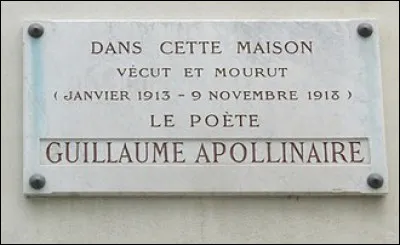 DANS CETTE MAISON
VÉCUT ET MOURUT
( JANVIER 1913 - 9 NOVEMBRE 1918 )
LE POÈTE
GUILLAUME APOLLINAIRE